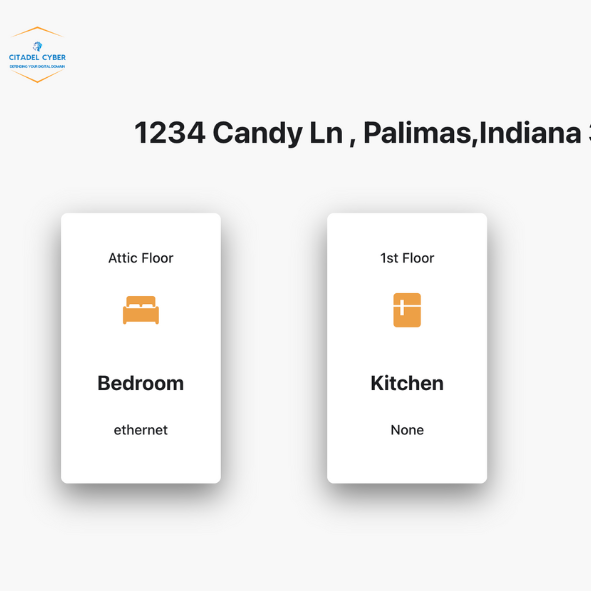 CITADEL CYBER
DEFENDING YOUR DIGITAL DOMAIN
1234 Candy Ln , Palimas,Indiana
Attic Floor
1st Floor
Bedroom
Kitchen
ethernet
None